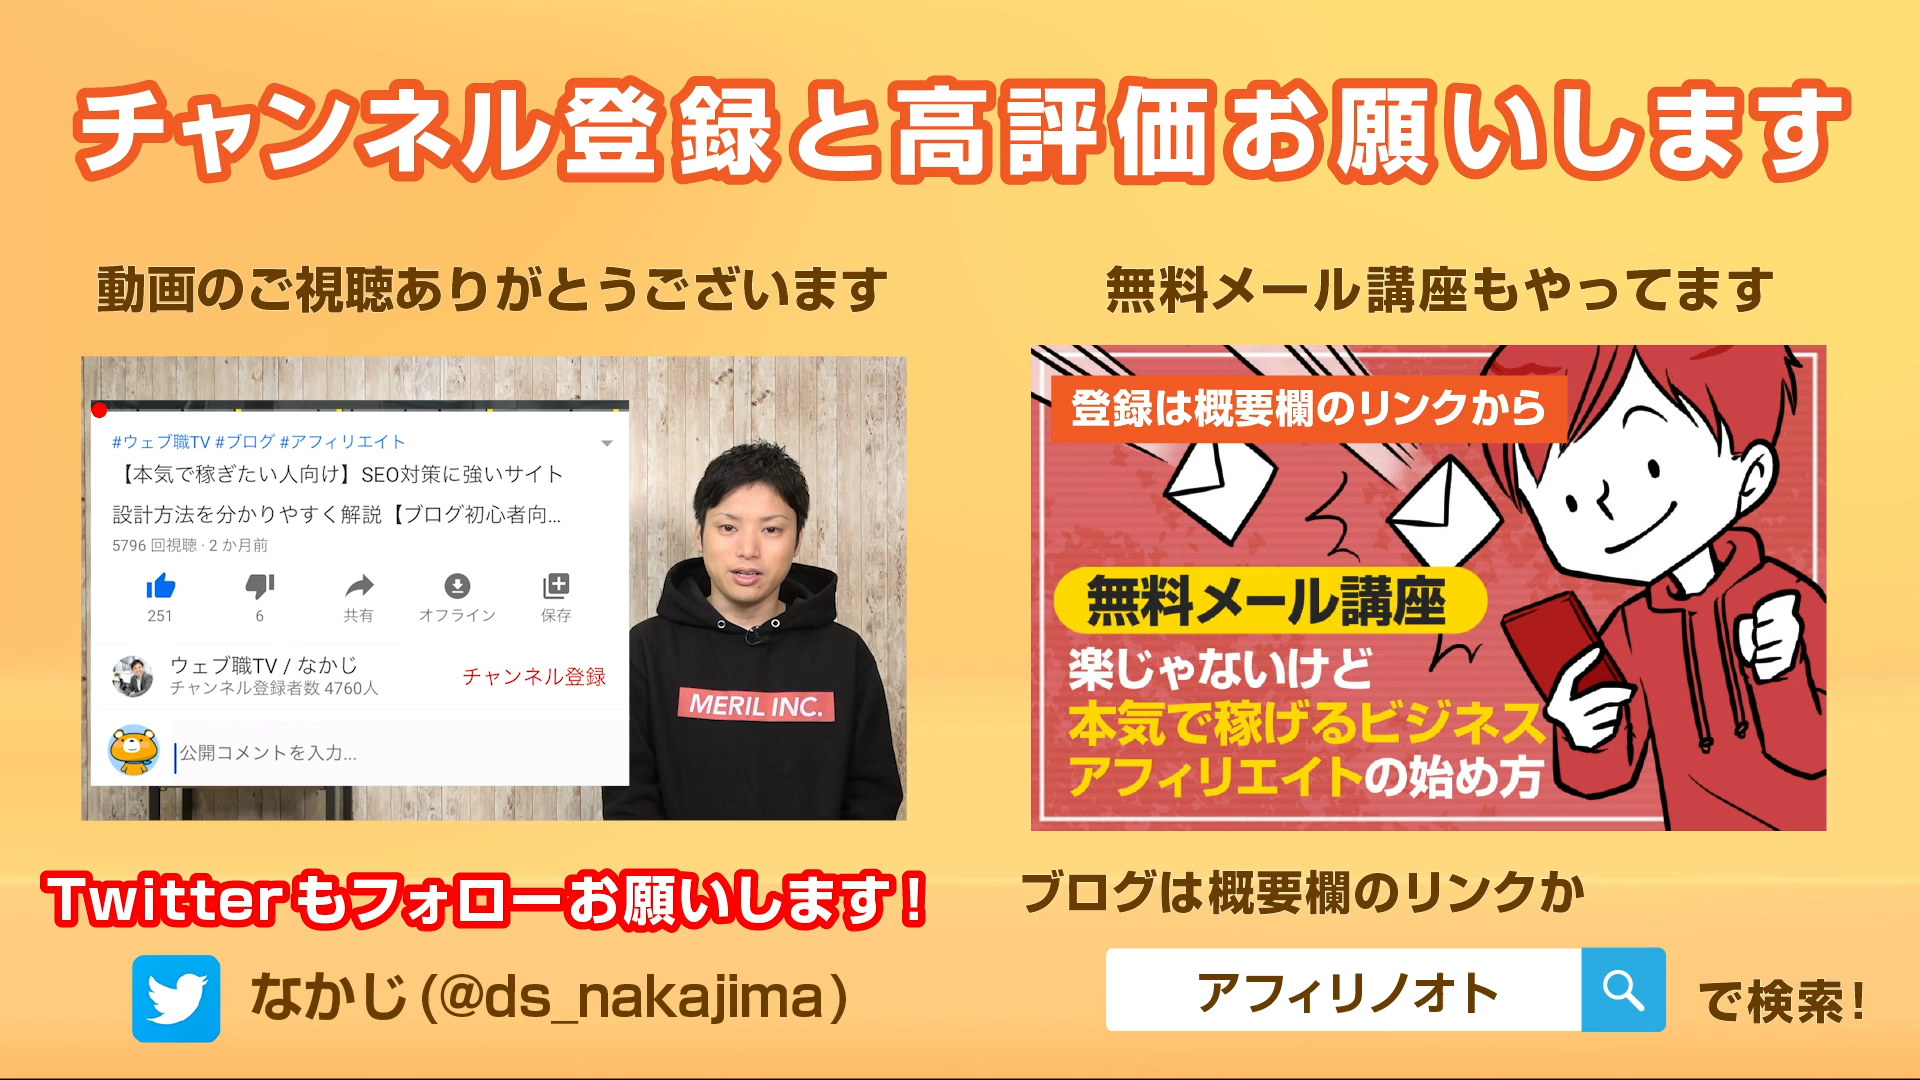 チャンネル登録と高評価お願いします
動画のご視聴ありがとうございます
#ウェブ職TV #ブログ #アフィリエイト
【本気で稼ぎたい人向け】SEO対策に強いサイト
設計方法を分かりやすく解説【ブログ初心者向...
5796 回視聴・2 か月前
251
6
共有
オフライン
保存
ウェブ職TV / なかじ
チャンネル登録者数 4760人
チャンネル登録
公開コメントを入力...
MERIL INC.
Twitterもフォローお願いします!
なかじ(@ds_nakajima)
無料メール講座もやってます
登録は概要欄のリンクから
無料メール講座
楽じゃないけど
本気で稼げるビジネス
アフィリエイトの始め方
ブログは概要欄のリンクか
アフィリノオト
で検索!